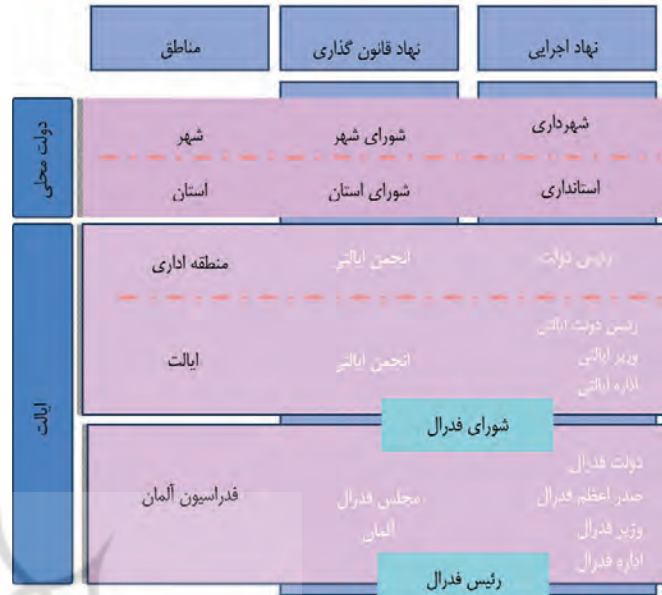 نهاد اجرایی
نهاد قانون گذاری
مناطق
دولت محلی
شهرداری
شورای شهر
شهر
استانداری
شورای استان
استان
ایالت
رئیس دولت
انجمن ایالتی
منطقه اداری
رئیس دولت ایالتی
وزیر ایالتی
اداره ایالتی
انجمن ایالتی
ایالت
شورای فدرال
دولت فدرال
صدر اعظم فدرال
وزیر فدرال
اداره فدرال
مجلس فدرال
آلمان
فدراسیون آلمان
رئیس فدرال